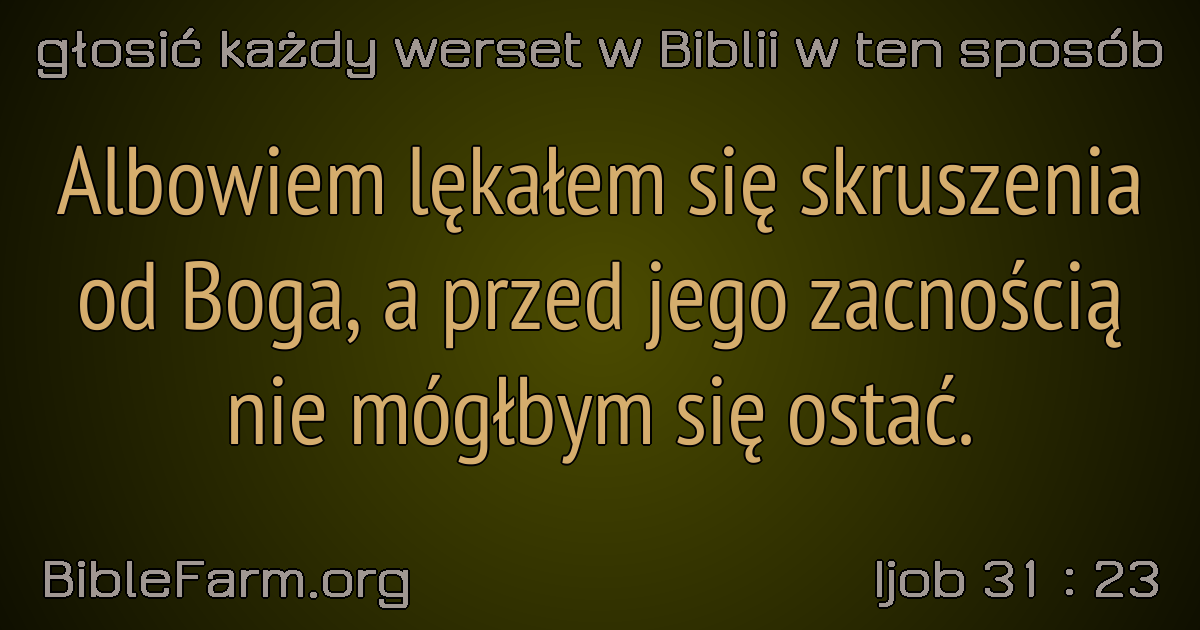 głosić każdy werset w Biblii w ten sposób
Albowiem lękałem się skruszenia
od Boga, a przed jego zacnością
nie mógłbym się ostać.
BibleFarm.org
Ijob 31 : 23